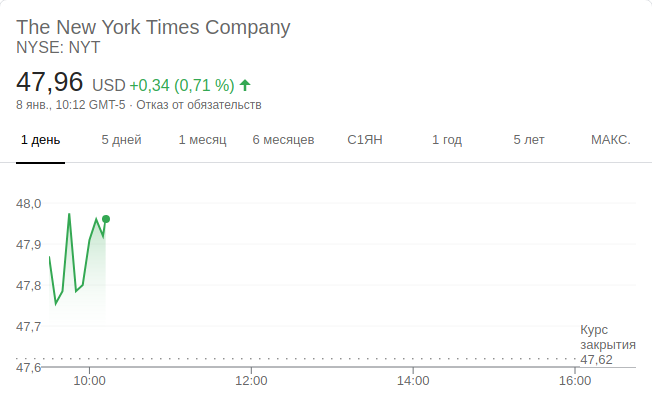 The New York Times Company
NYSE: NYT
47,96 USD +0,34 (0,71 %)
8 янв., 10:12 GMT-5 · Отказ от обязательств
1 день 5 дней 1 месяц 6 месяцев С1ЯН 1 год 5 лет МАКС.
48,0
47,9
47,8
47,7
47,6
Курс
закрытия
47,62
10:00 12:00 14:00 16:00